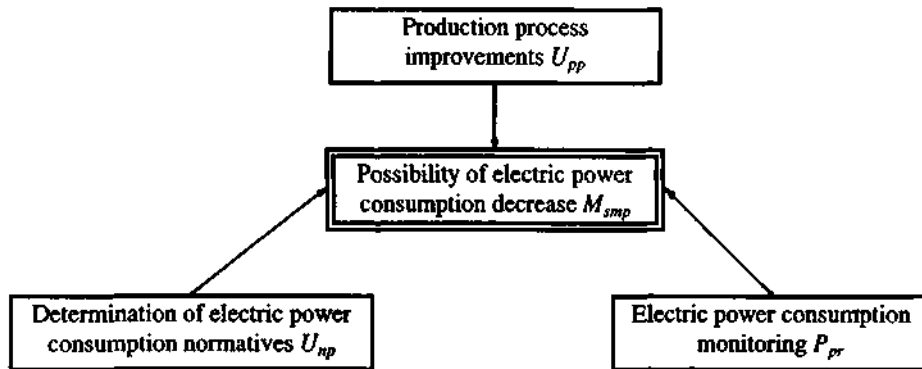 Production process
improvements U_pp
Possibility of electric power
consumption decrease M_smp
Determination of electric power
consumption normatives U_np
Electric power consumption
monitoring P_pr